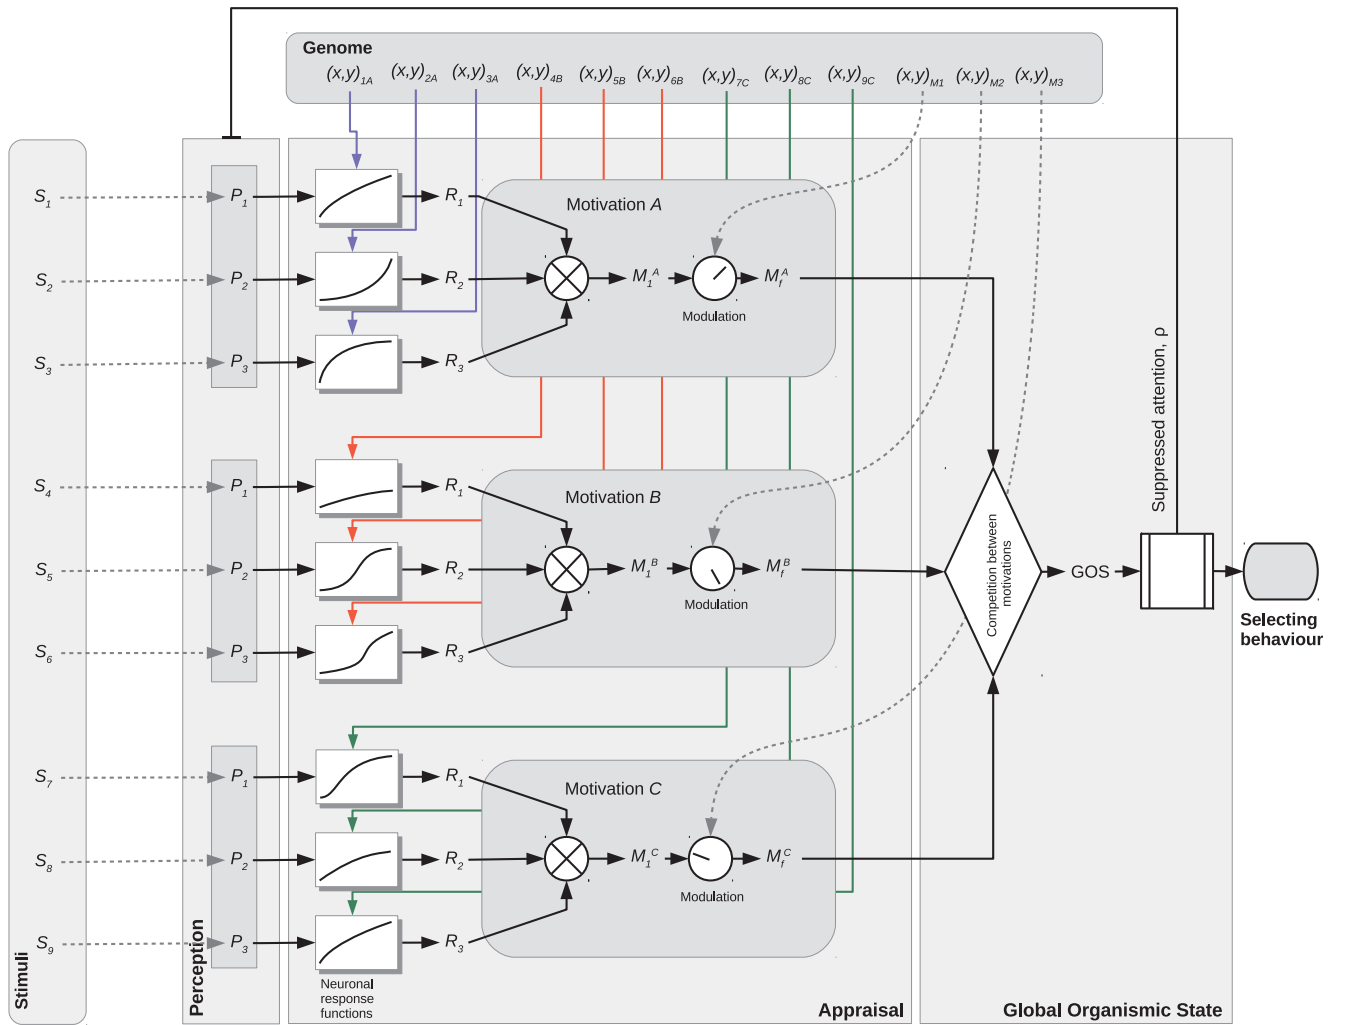 Genome
(x,y)1A (x,y)2A (x,y)3A (x,y)4B (x,y)5B (x,y)6B (x,y)7C (x,y)8C (x,y)9C (x,y)M1 (x,y)M2 (x,y)M3
S1 P1 R1
Motivation A
S2 P2 R2 M1A MfA
Modulation
S3 P3 R3
Suppressed attention, ρ
S4 P1 R1
Motivation B
S5 P2 R2 M1B MfB
Modulation
Competition between
motivations
GOS
Selecting
behaviour
S6 P3 R3
S7 P1 R1
Motivation C
S8 P2 R2 M1C MfC
Modulation
S9 P3 R3
Neuronal
response
functions
Stimuli
Perception
Appraisal
Global Organismic State